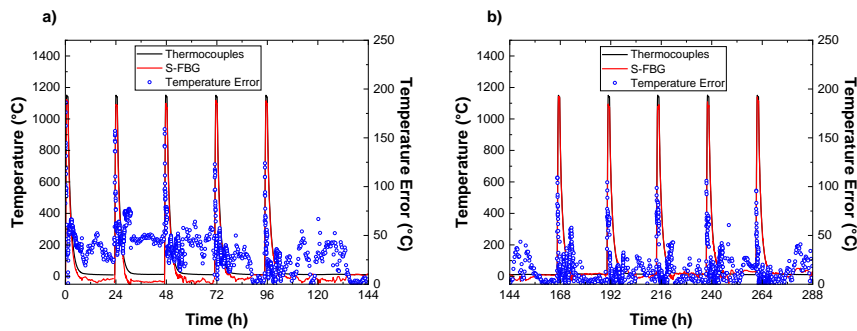 a)
Thermocouples
S-FBG
Temperature Error
1400
1200
1000
800
600
400
200
0
250
200
150
100
50
0
0 24 48 72 96 120 144
Temperature (°C)
Temperature Error (°C)
Time (h)
b)
Thermocouples
S-FBG
Temperature Error
1400
1200
1000
800
600
400
200
0
250
200
150
100
50
0
144 168 192 216 240 264 288
Temperature (°C)
Temperature Error (°C)
Time (h)